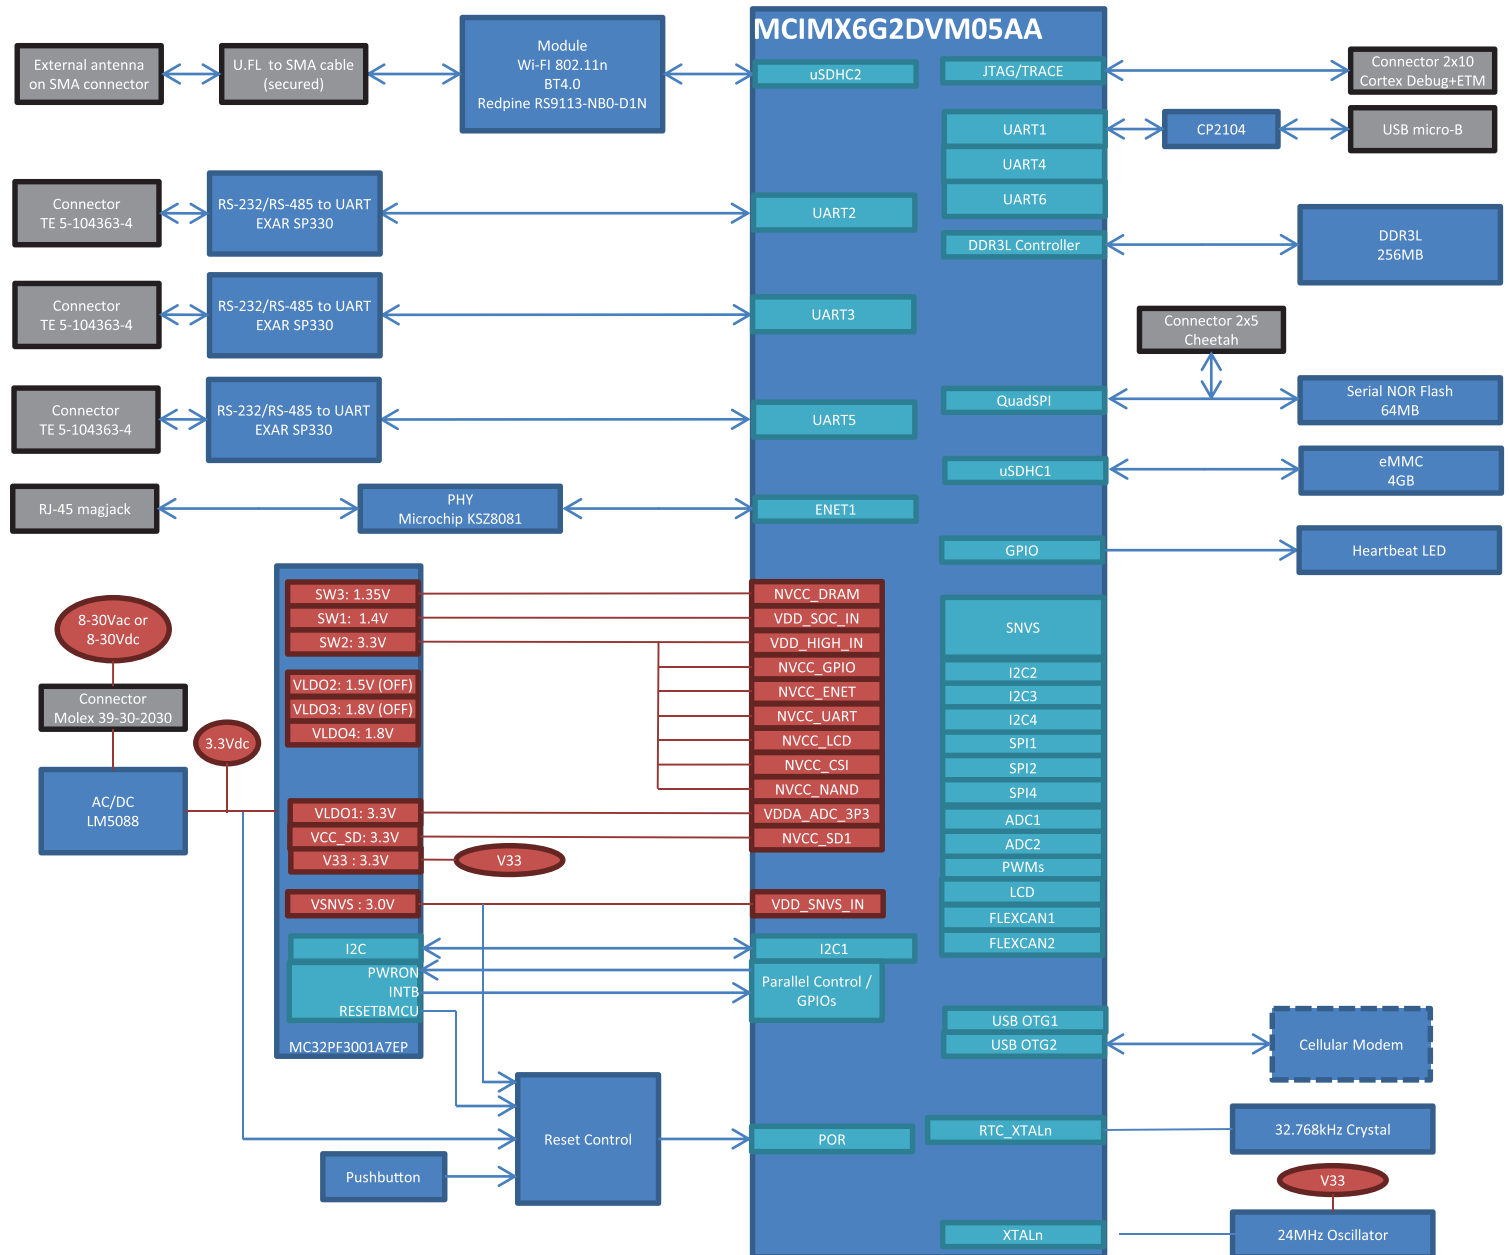 MCIMX6G2DVM05AA
External antenna
on SMA connector
U.FL to SMA cable
(secured)
Module
Wi-FI 802.11n
BT4.0
Redpine RS9113-NB0-D1N
uSDHC2
JTAG/TRACE
Connector 2x10
Cortex Debug+ETM
UART1
CP2104
USB micro-B
UART4
UART6
Connector
TE 5-104363-4
RS-232/RS-485 to UART
EXAR SP330
UART2
DDR3L Controller
DDR3L
256MB
Connector
TE 5-104363-4
RS-232/RS-485 to UART
EXAR SP330
UART3
Connector 2x5
Cheetah
Connector
TE 5-104363-4
RS-232/RS-485 to UART
EXAR SP330
UART5
QuadSPI
Serial NOR Flash
64MB
uSDHC1
eMMC
4GB
RJ-45 magjack
PHY
Microchip KSZ8081
ENET1
GPIO
Heartbeat LED
8-30Vac or
8-30Vdc
Connector
Molex 39-30-2030
3.3Vdc
AC/DC
LM5088
SW3: 1.35V
SW1: 1.4V
SW2: 3.3V
VLDO2: 1.5V (OFF)
VLDO3: 1.8V (OFF)
VLDO4: 1.8V
VLDO1: 3.3V
VCC_SD: 3.3V
V33 : 3.3V
V33
VSNVS : 3.0V
I2C
PWRON
INTB
RESETBMCU
MC32PF3001A7EP
NVCC_DRAM
VDD_SOC_IN
VDD_HIGH_IN
NVCC_GPIO
NVCC_ENET
NVCC_UART
NVCC_LCD
NVCC_CSI
NVCC_NAND
VDDA_ADC_3P3
NVCC_SD1
VDD_SNVS_IN
I2C1
Parallel Control /
GPIOs
SNVS
I2C2
I2C3
I2C4
SPI1
SPI2
SPI4
ADC1
ADC2
PWMs
LCD
FLEXCAN1
FLEXCAN2
USB OTG1
USB OTG2
Cellular Modem
Pushbutton
Reset Control
POR
RTC_XTALn
32.768kHz Crystal
V33
XTALn
24MHz Oscillator